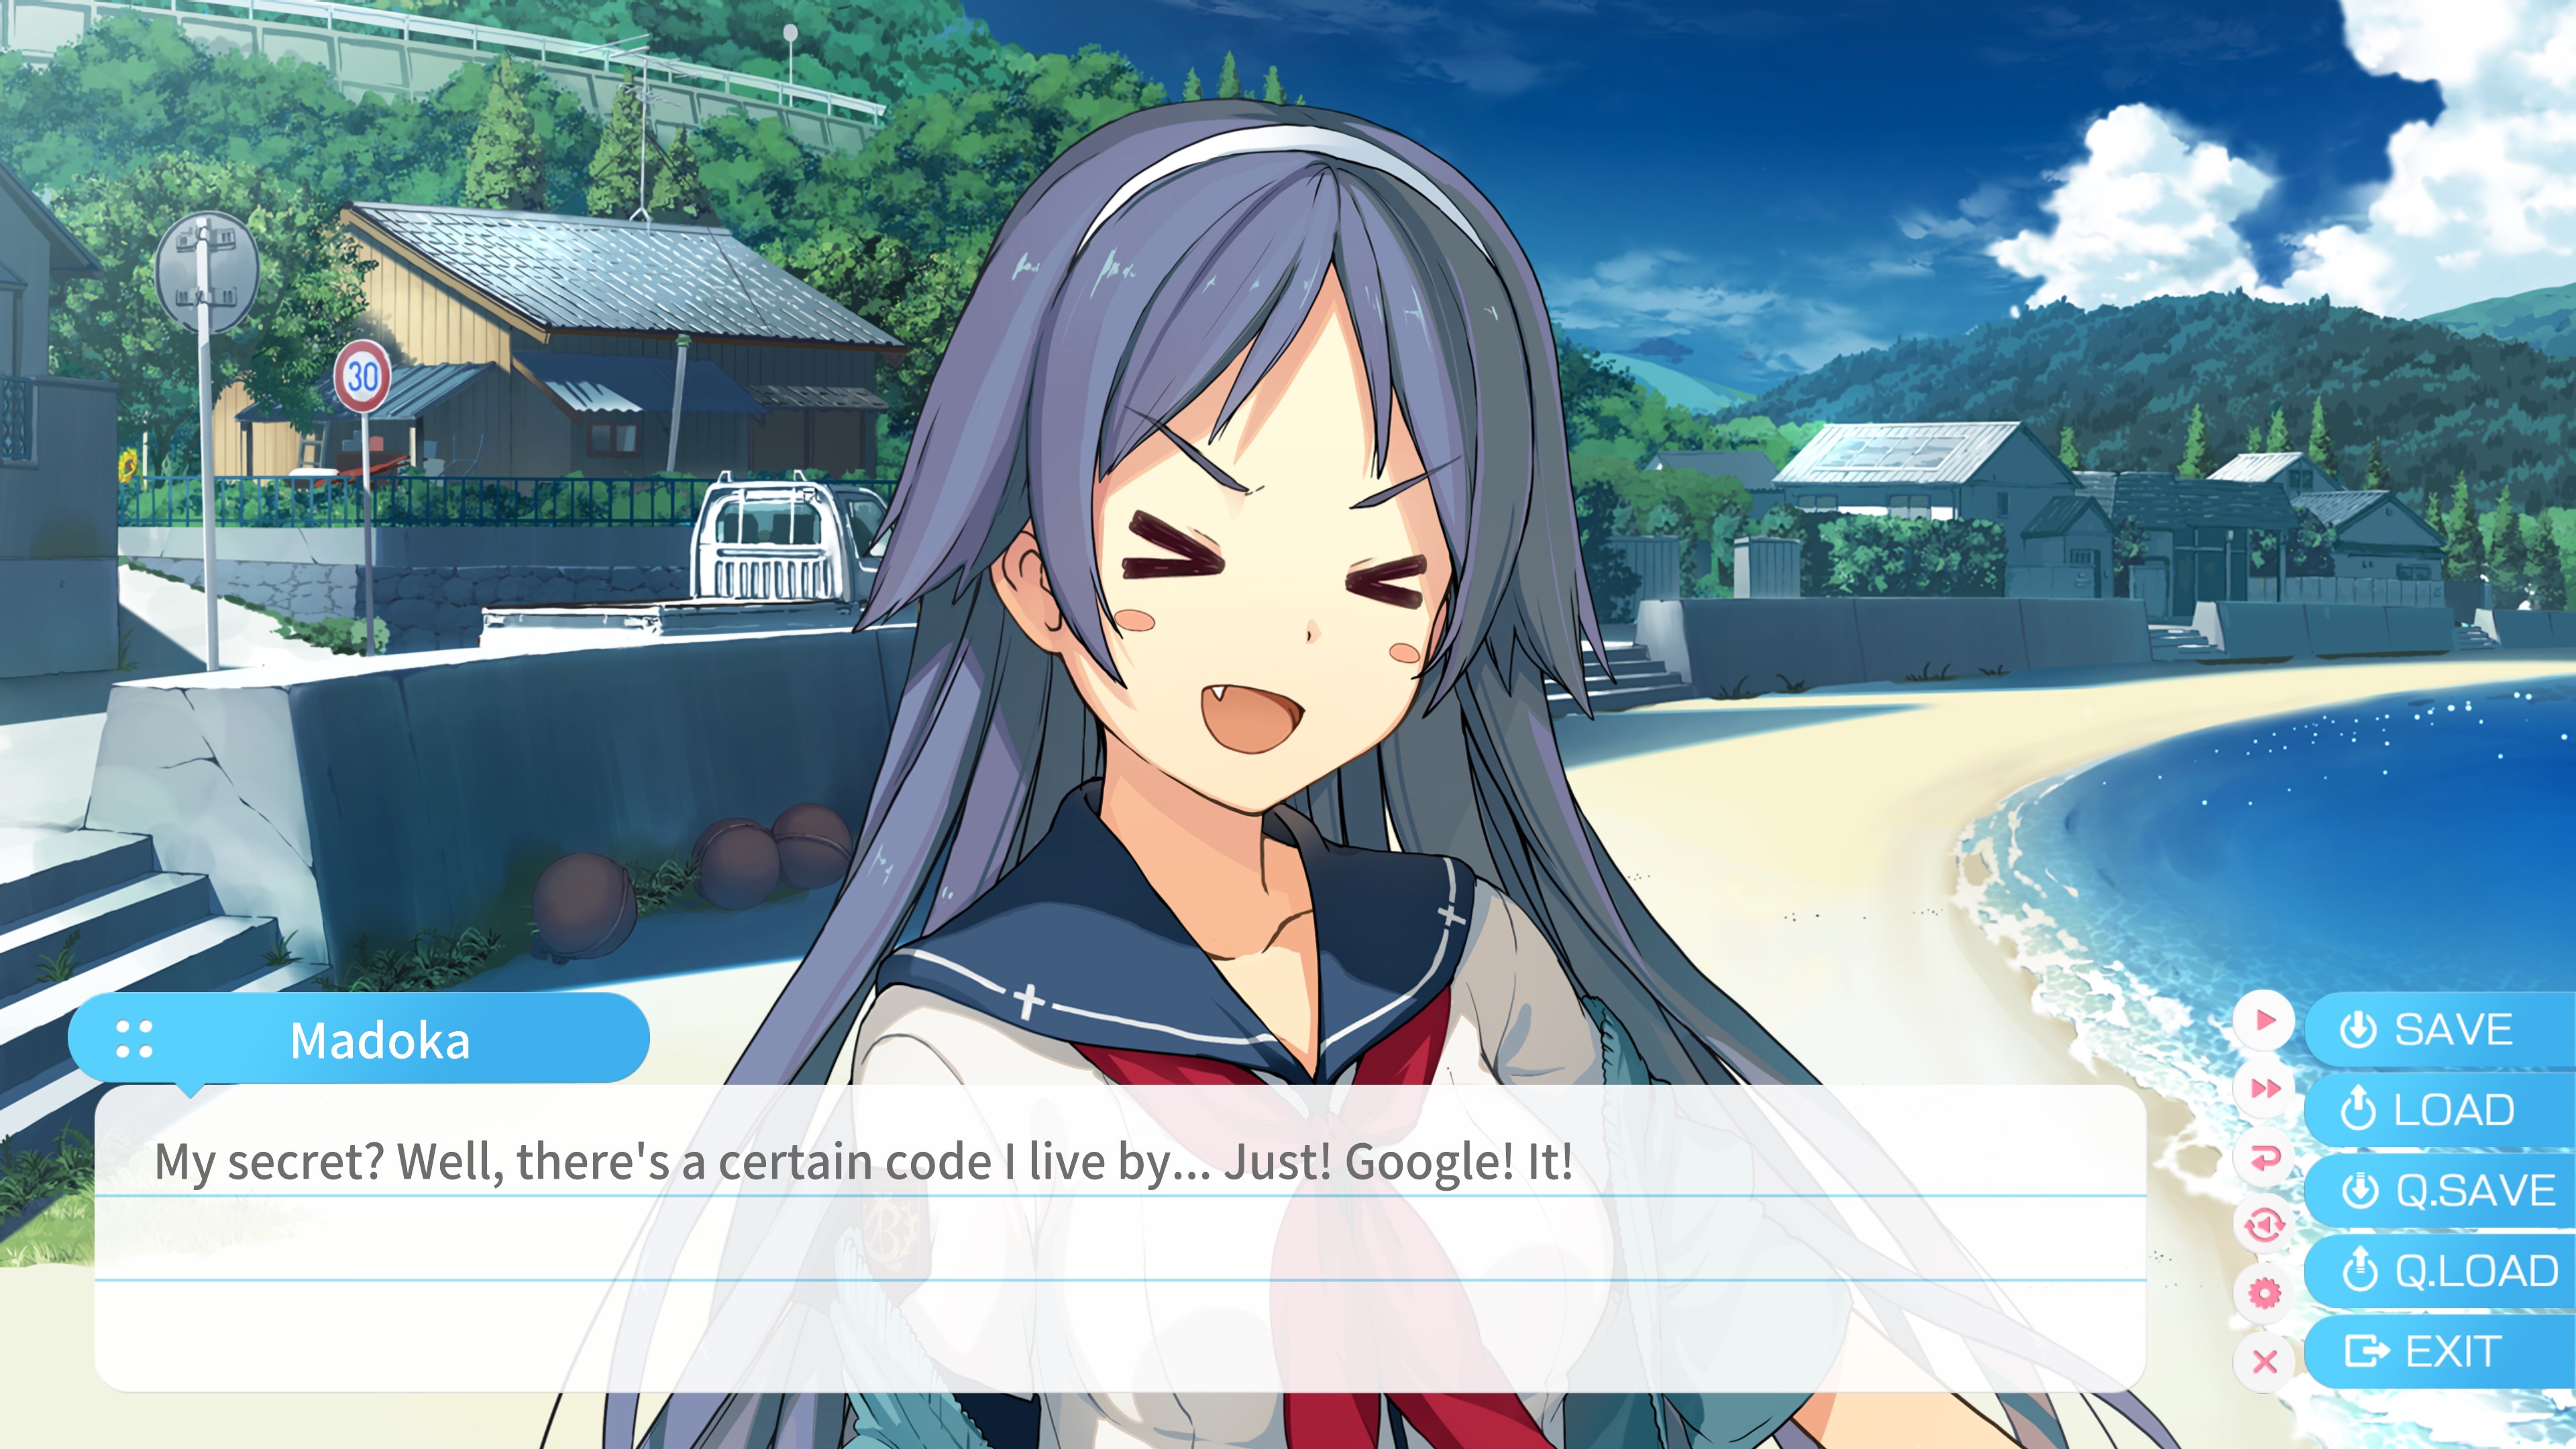 30
Madoka
My secret? Well, there's a certain code I live by... Just! Google! It!
SAVE
LOAD
Q.SAVE
Q.LOAD
EXIT